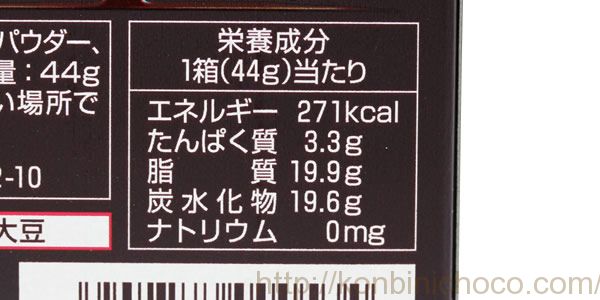 パウダー、
量：44g
い場所で
2-10
大豆
栄養成分
1箱(44g)当たり
エネルギー 271kcal
たんぱく質 3.3g
脂質 19.9g
炭水化物 19.6g
ナトリウム 0mg
http://konbinichoco.com/